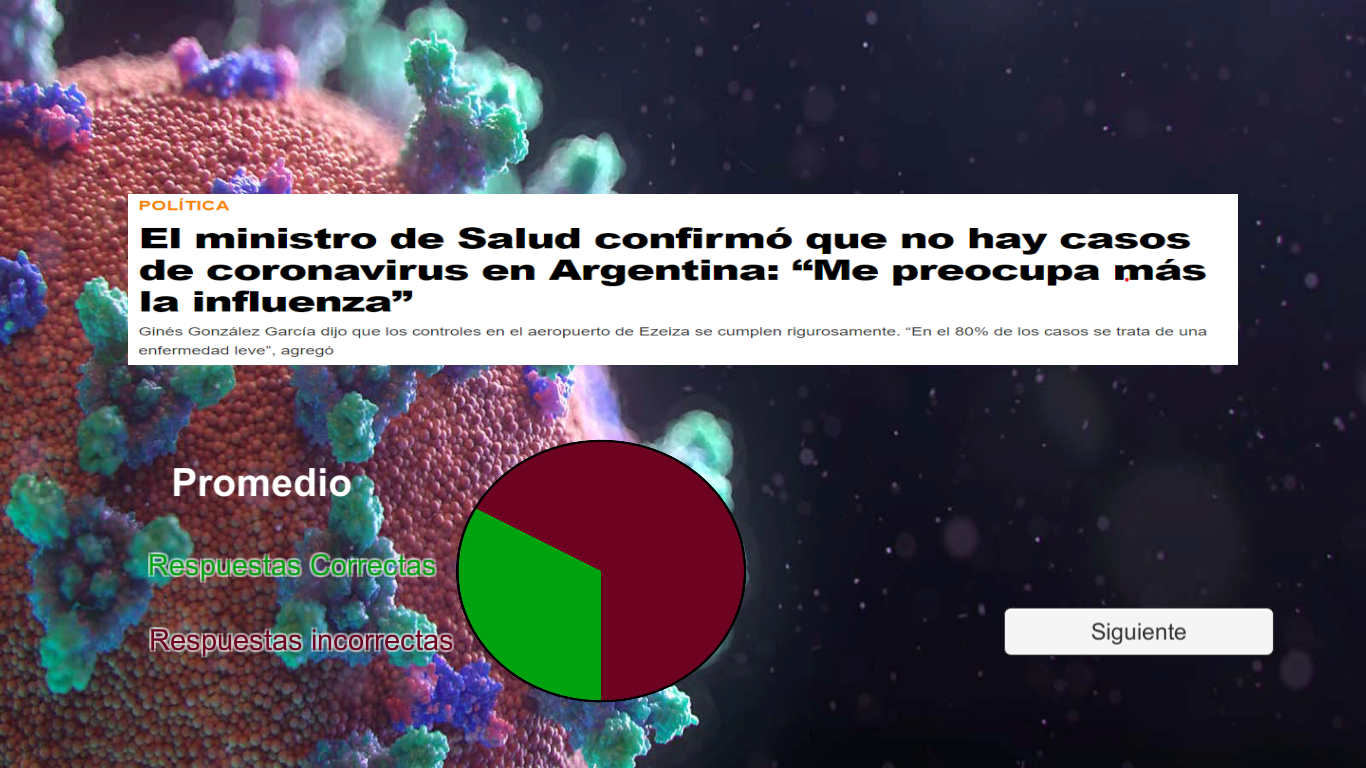 POLÍTICA
El ministro de Salud confirmó que no hay casos
de coronavirus en Argentina: “Me preocupa más
la influenza”
Ginés González García dijo que los controles en el aeropuerto de Ezeiza se cumplen rigurosamente. “En el 80% de los casos se trata de una
enfermedad leve”, agregó
Promedio
Respuestas Correctas
Respuestas incorrectas
Siguiente